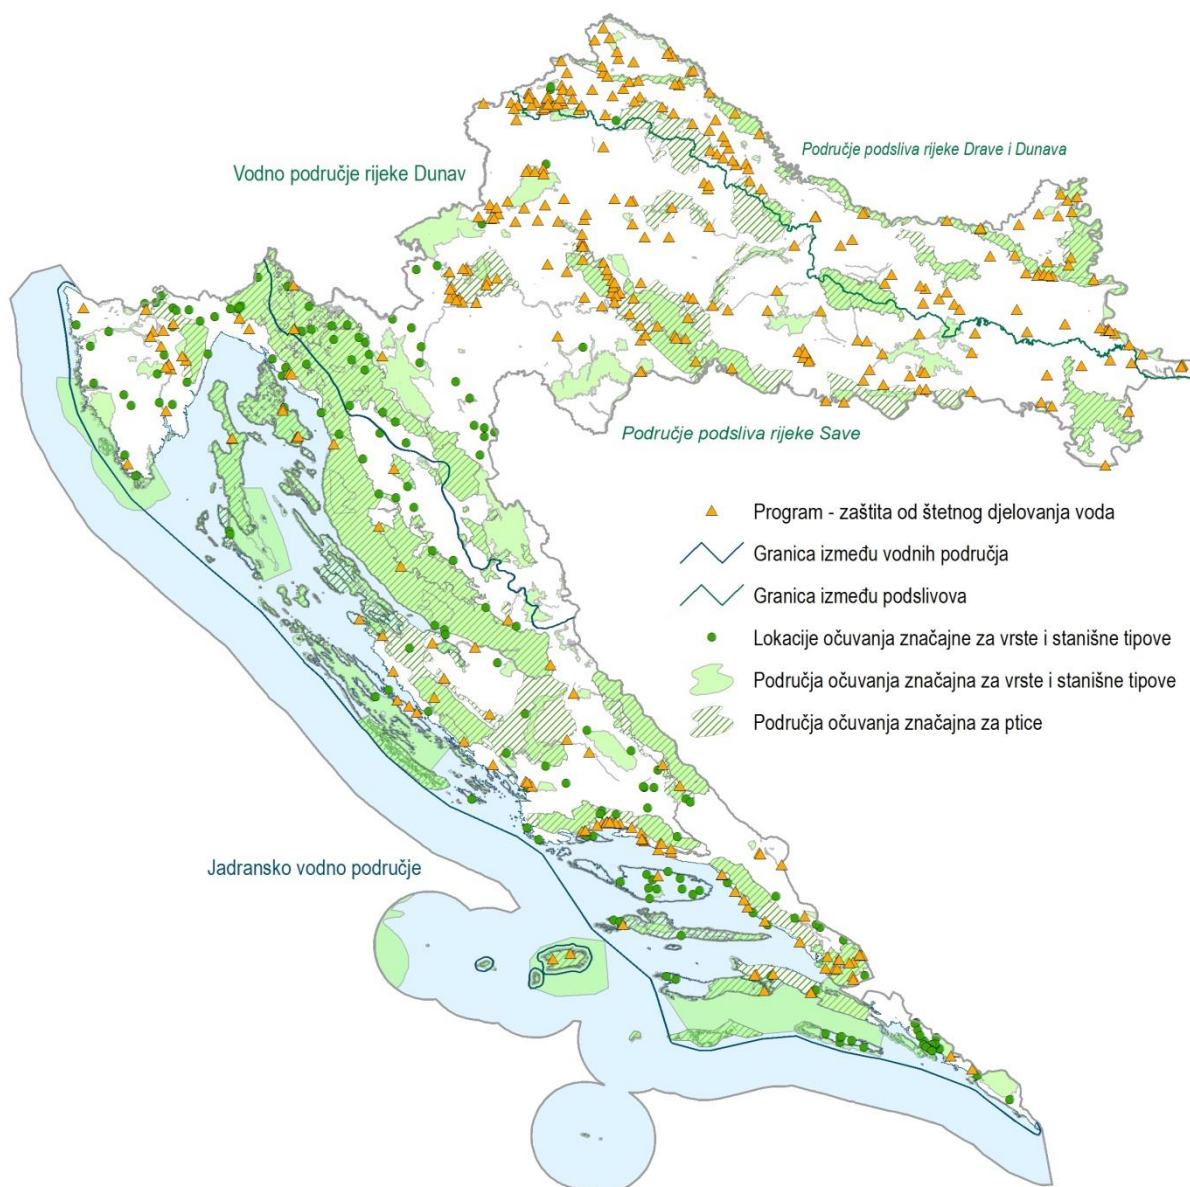 Područje podsliva rijeke Drave i Dunava
Vodno područje rijeke Dunav
Područje podsliva rijeke Save
Program - zaštita od štetnog djelovanja voda
Granica između vodnih područja
Granica između podslivova
Lokacije očuvanja značajne za vrste i stanišne tipove
Područja očuvanja značajna za vrste i stanišne tipove
Područja očuvanja značajna za ptice
Jadransko vodno područje